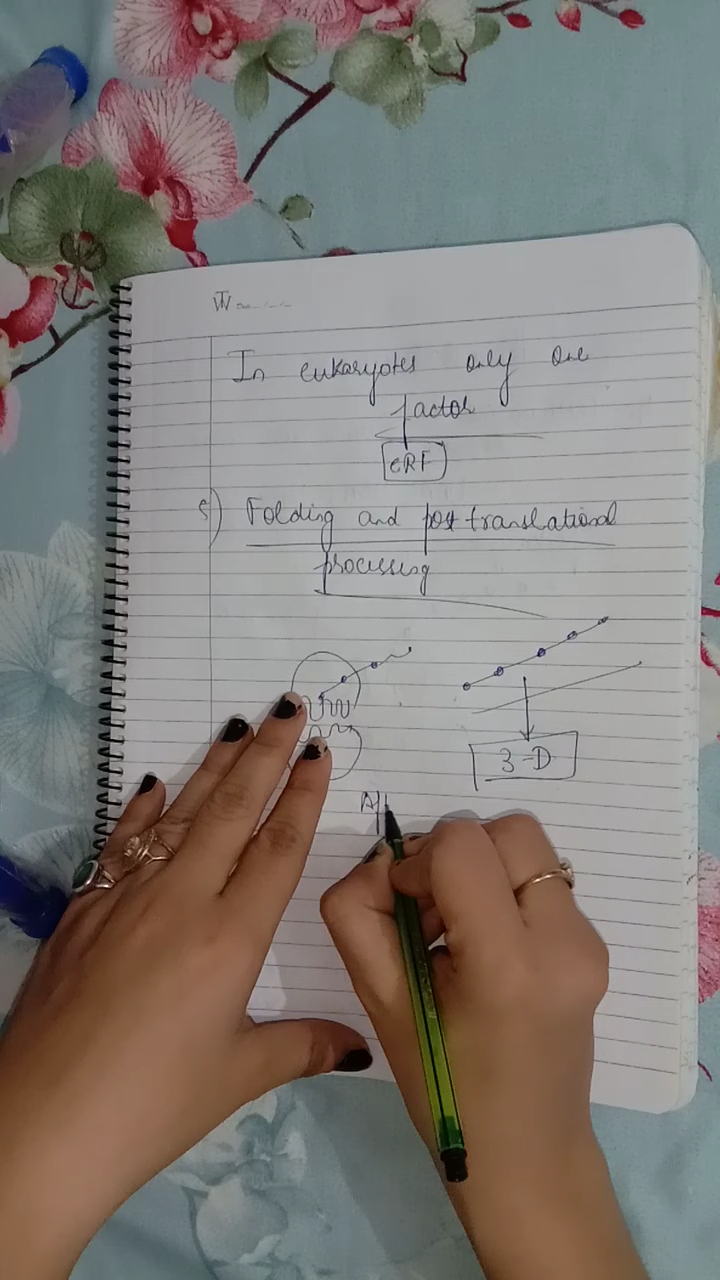 In eukaryotes only one
factor
eRF
5) Folding and post translational
processing
3-D